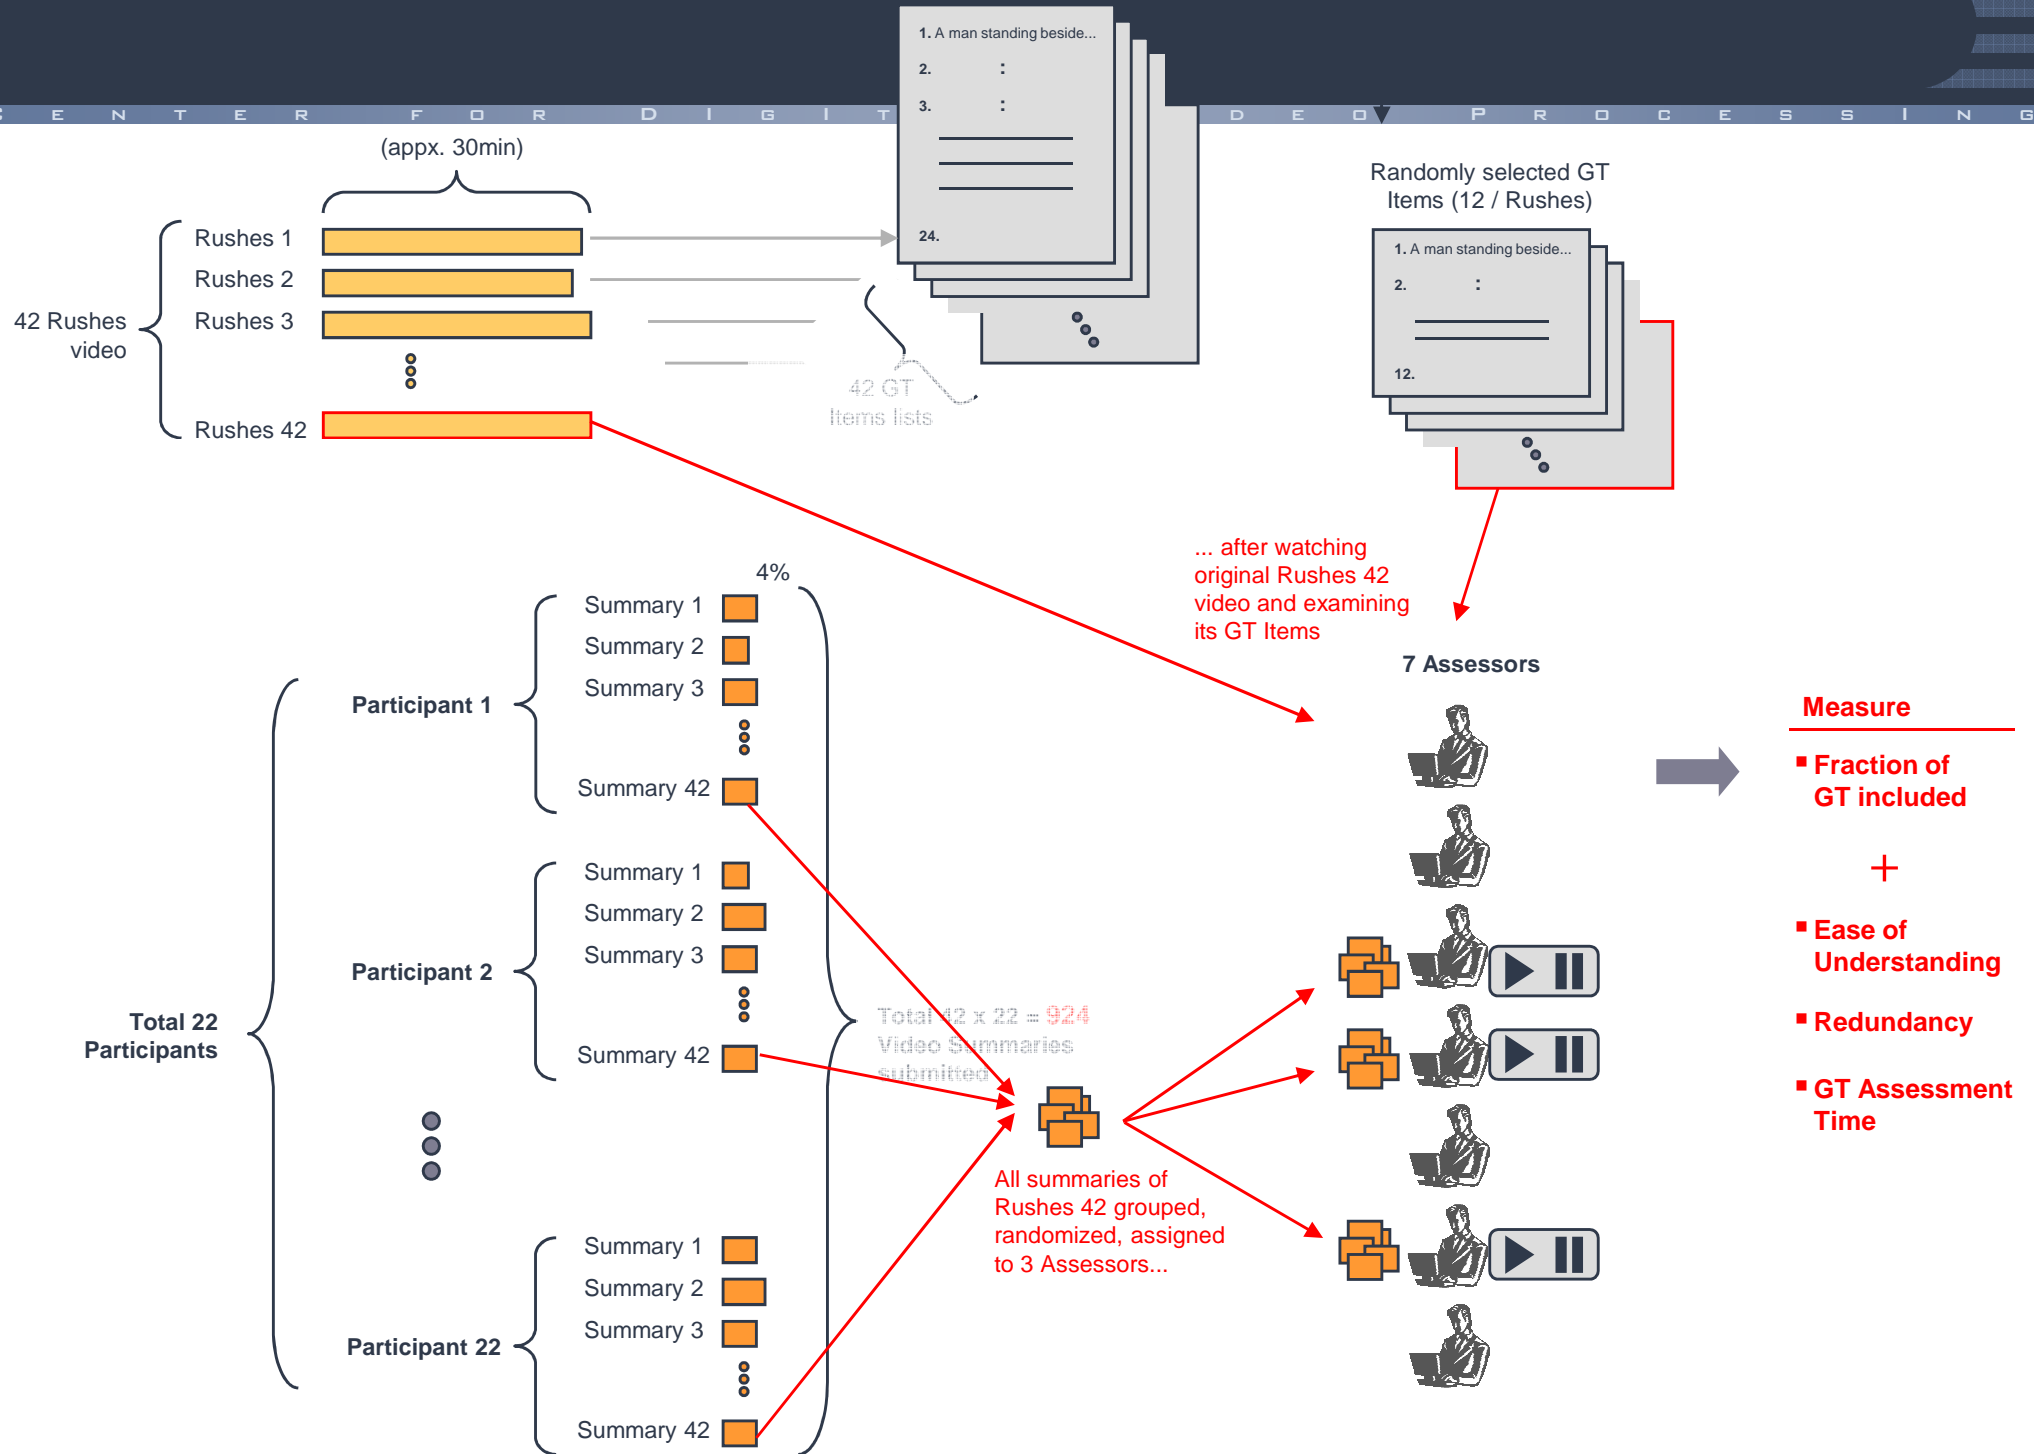 1. A man standing beside...
2. :
3. :
24.
E N T E R F O R D I G I T
D E O P R O C E S S I N G
(appx. 30min)
Rushes 1
Rushes 2
Rushes 3
Rushes 42
42 Rushes
video
42 GT
Items lists
Randomly selected GT
Items (12 / Rushes)
1. A man standing beside...
2. :
12.
... after watching
original Rushes 42
video and examining
its GT Items
4%
Total 22
Participants
Participant 1
Summary 1
Summary 2
Summary 3
Summary 42
Participant 2
Summary 1
Summary 2
Summary 3
Summary 42
Participant 22
Summary 1
Summary 2
Summary 3
Summary 42
Total 42 x 22 = 924
Video Summaries
submitted
All summaries of
Rushes 42 grouped,
randomized, assigned
to 3 Assessors...
7 Assessors
Measure
▪ Fraction of
GT included
+
▪ Ease of
Understanding
▪ Redundancy
▪ GT Assessment
Time